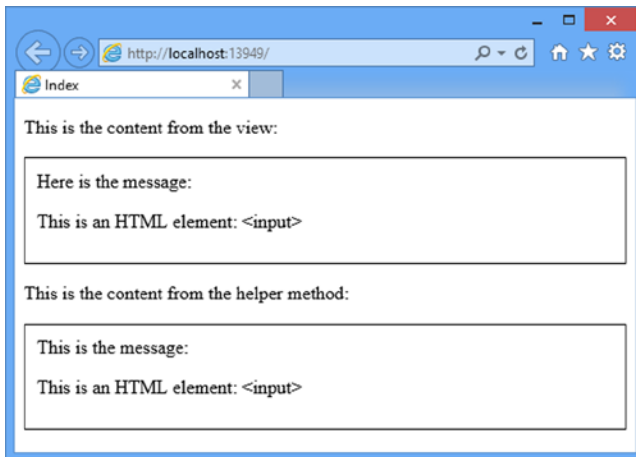 http://localhost:13949/
Index
This is the content from the view:
Here is the message:
This is an HTML element: <input>
This is the content from the helper method:
This is the message:
This is an HTML element: <input>